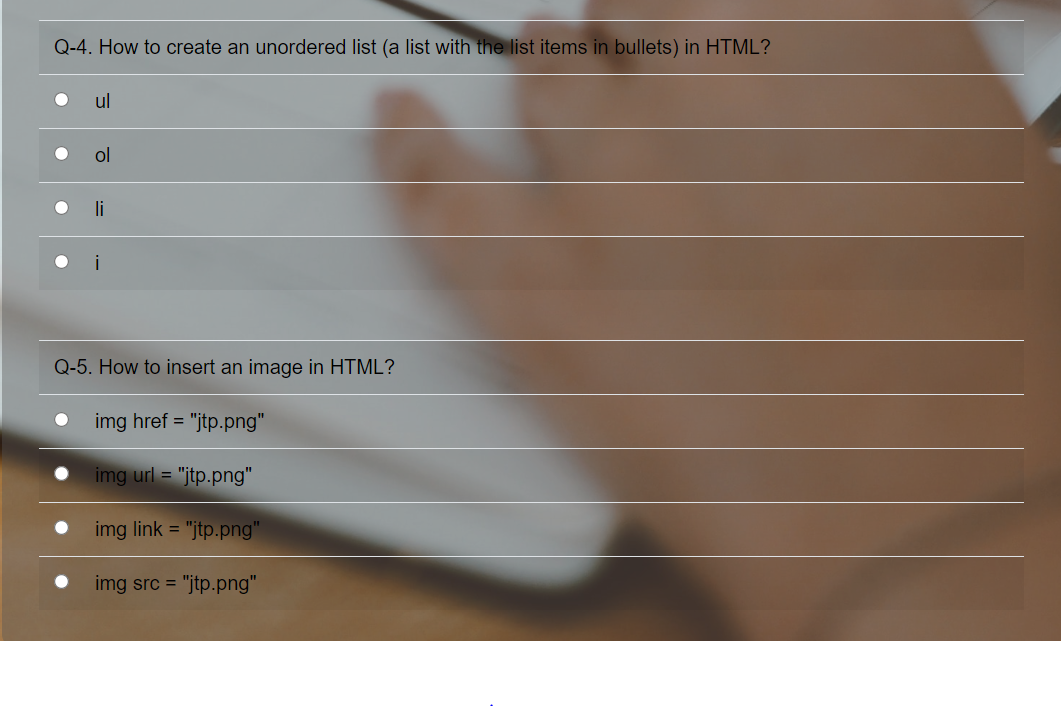 Q-4. How to create an unordered list (a list with the list items in bullets) in HTML?
ul
ol
li
i
Q-5. How to insert an image in HTML?
img href = "jtp.png"
img url = "jtp.png"
img link = "jtp.png"
img src = "jtp.png"